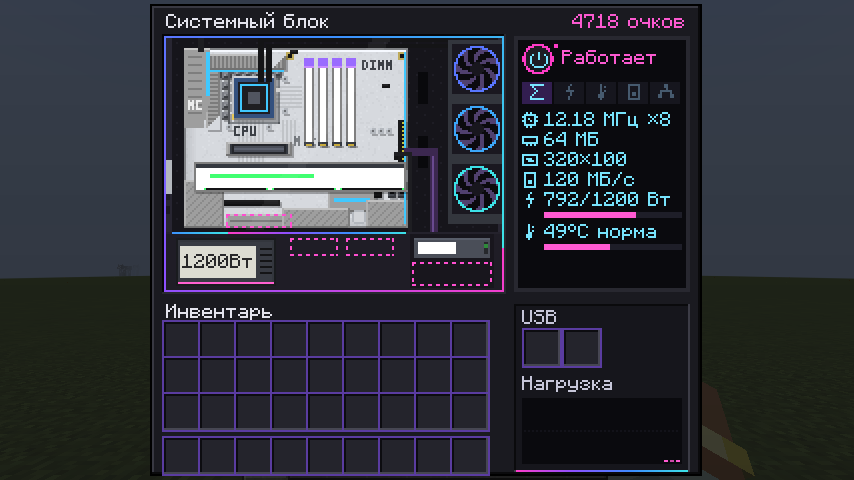 Системный блок
4718 очков
DIMM
MC
CPU
M
1200Вт
Работает
Σ
12.18 МГц x8
64 МБ
320×100
120 МБ/с
792/1200 Вт
49°C норма
Инвентарь
USB
Нагрузка